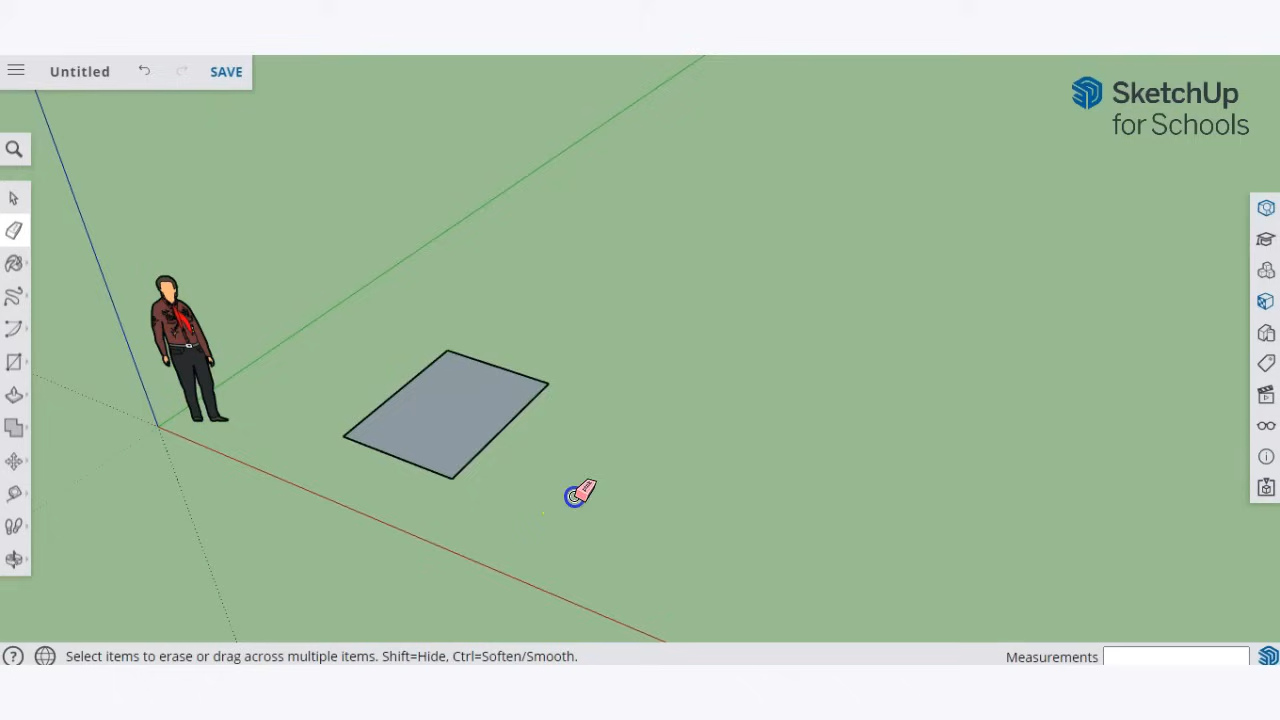 Untitled
SAVE
SketchUp
for Schools
Select items to erase or drag across multiple items. Shift=Hide, Ctrl=Soften/Smooth.
Measurements